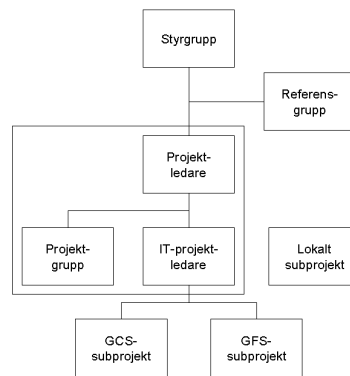 Styrgrupp
Referens-
grupp
Projekt-
ledare
Projekt-
grupp
IT-projekt-
ledare
Lokalt
subprojekt
GCS-
subprojekt
GFS-
subprojekt